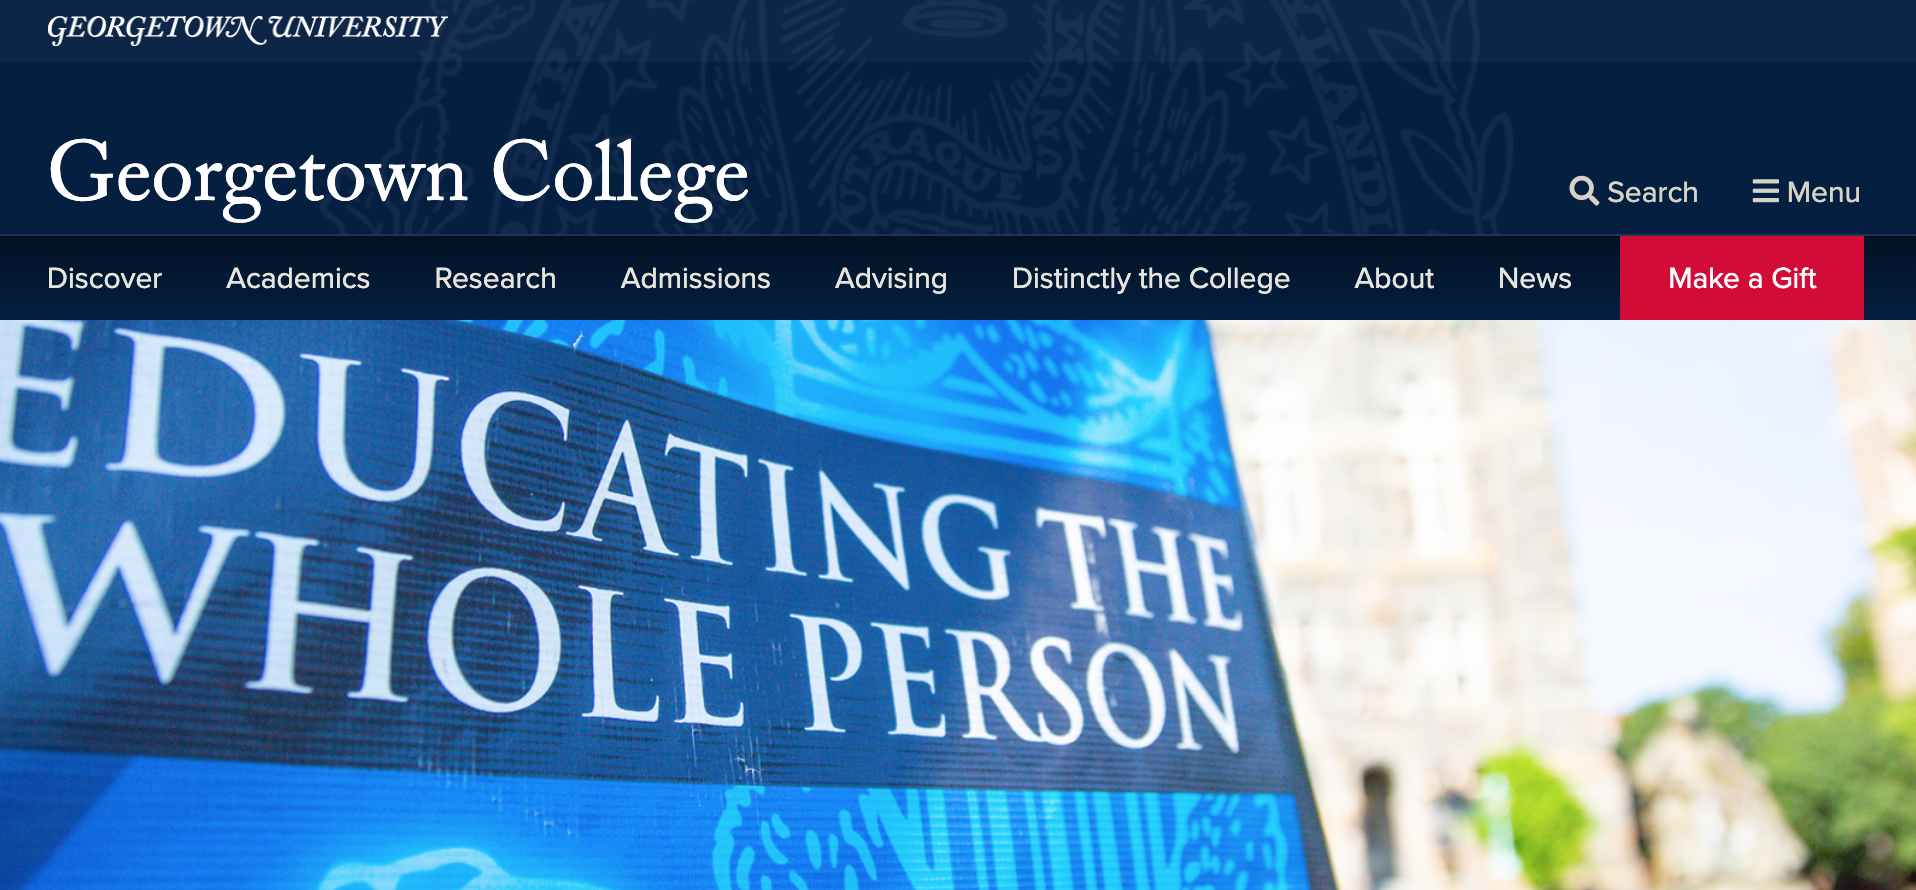 GEORGETOWN UNIVERSITY
Georgetown College
Search
Menu
Discover
Academics
Research
Admissions
Advising
Distinctly the College
About
News
Make a Gift
EDUCATING THE
WHOLE PERSON